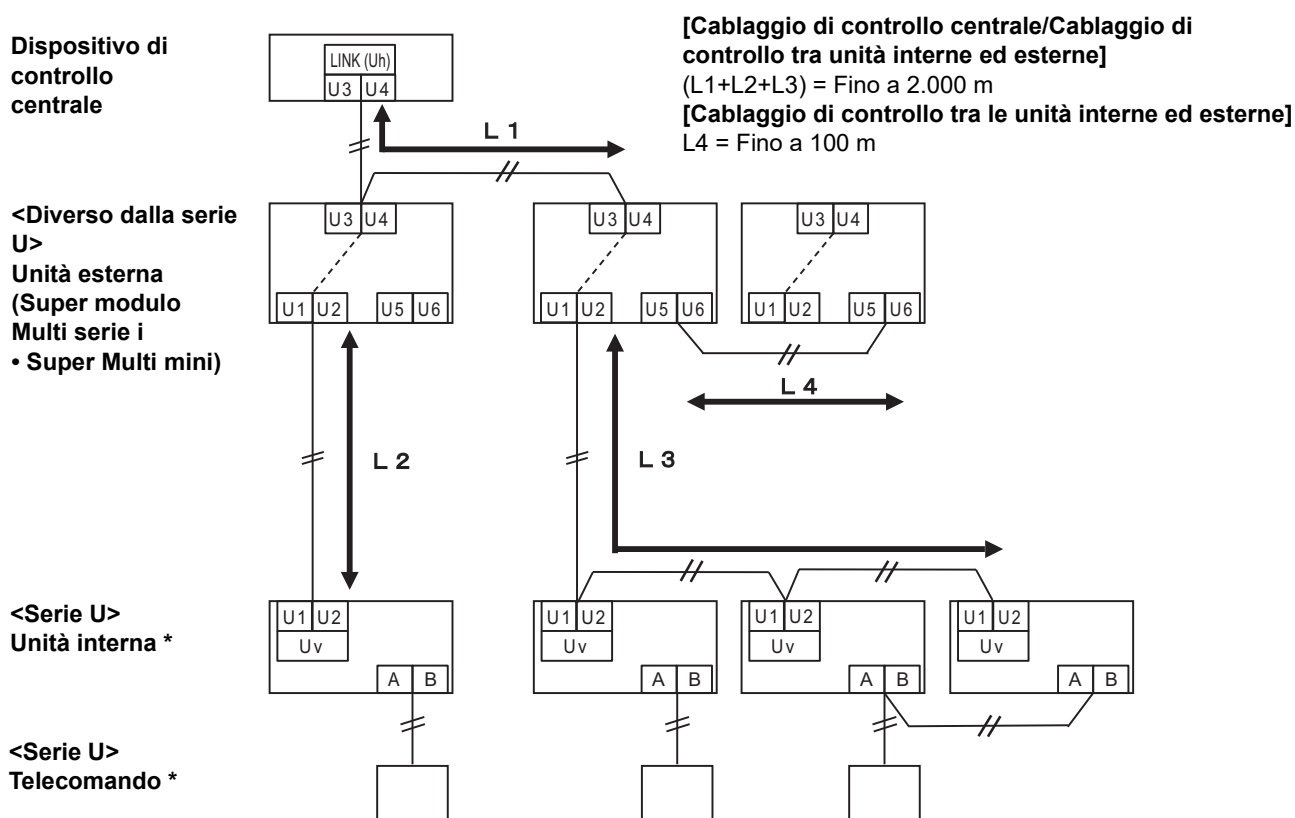 [Cablaggio di controllo centrale/Cablaggio di
controllo tra unità interne ed esterne]
(L1+L2+L3) = Fino a 2.000 m
[Cablaggio di controllo tra le unità interne ed esterne]
L4 = Fino a 100 m
Dispositivo di
controllo
centrale
LINK (Uh)
U3 U4
L 1
<Diverso dalla serie
U>
Unità esterna
(Super modulo
Multi serie i
• Super Multi mini)
U3 U4
U3 U4
U3 U4
U1 U2
U5 U6
U1 U2
U5 U6
U1 U2
U5 U6
L 4
L 2
L 3
<Serie U>
Unità interna *
U1 U2
Uv
A B
U1 U2
Uv
A B
U1 U2
Uv
A B
U1 U2
Uv
A B
<Serie U>
Telecomando *